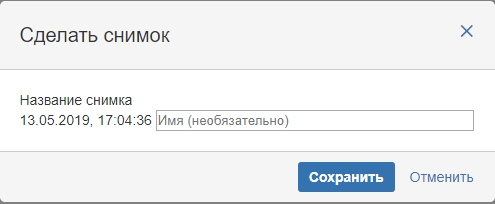 Сделать снимок
Название снимка
13.05.2019, 17:04:36 Имя (необязательно)
Сохранить Отменить